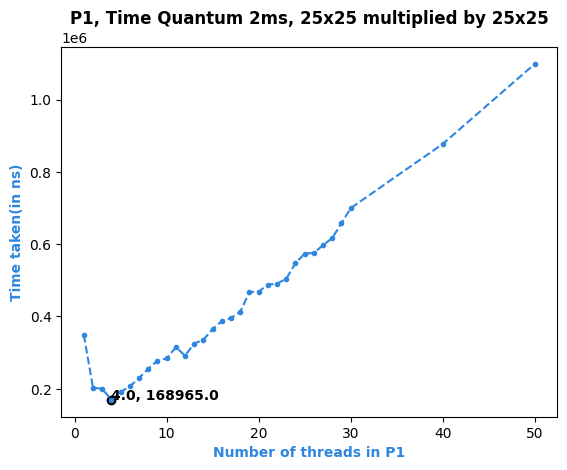 P1, Time Quantum 2ms, 25x25 multiplied by 25x25
1e6
1.0
0.8
0.6
0.4
0.2
Time taken(in ns)
4.0, 168965.0
0 10 20 30 40 50
Number of threads in P1